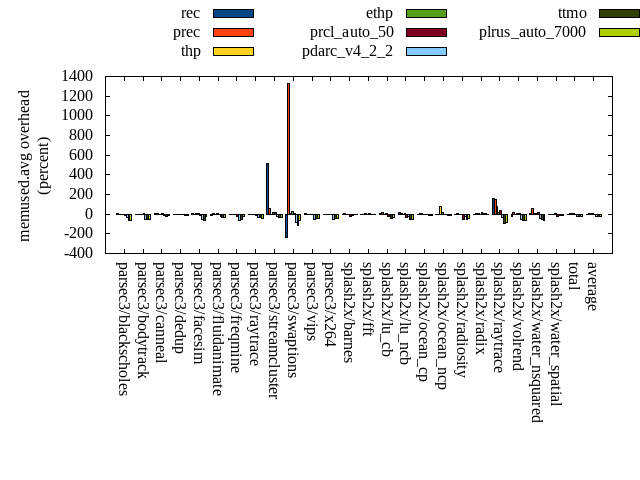 rec ethp ttmo
prec prcl_auto_50 plrus_auto_7000
thp pdarc_v4_2_2
memused.avg overhead
(percent)
1400
1200
1000
800
600
400
200
0
-200
-400
parsec3/blackscholes
parsec3/bodytrack
parsec3/canneal
parsec3/dedup
parsec3/facesim
parsec3/fluidanimate
parsec3/freqmine
parsec3/raytrace
parsec3/streamcluster
parsec3/swaptions
parsec3/vips
parsec3/x264
splash2x/barnes
splash2x/fft
splash2x/lu_cb
splash2x/lu_ncb
splash2x/ocean_cp
splash2x/ocean_ncp
splash2x/radiosity
splash2x/radix
splash2x/raytrace
splash2x/volrend
splash2x/water_nsquared
splash2x/water_spatial
total
average